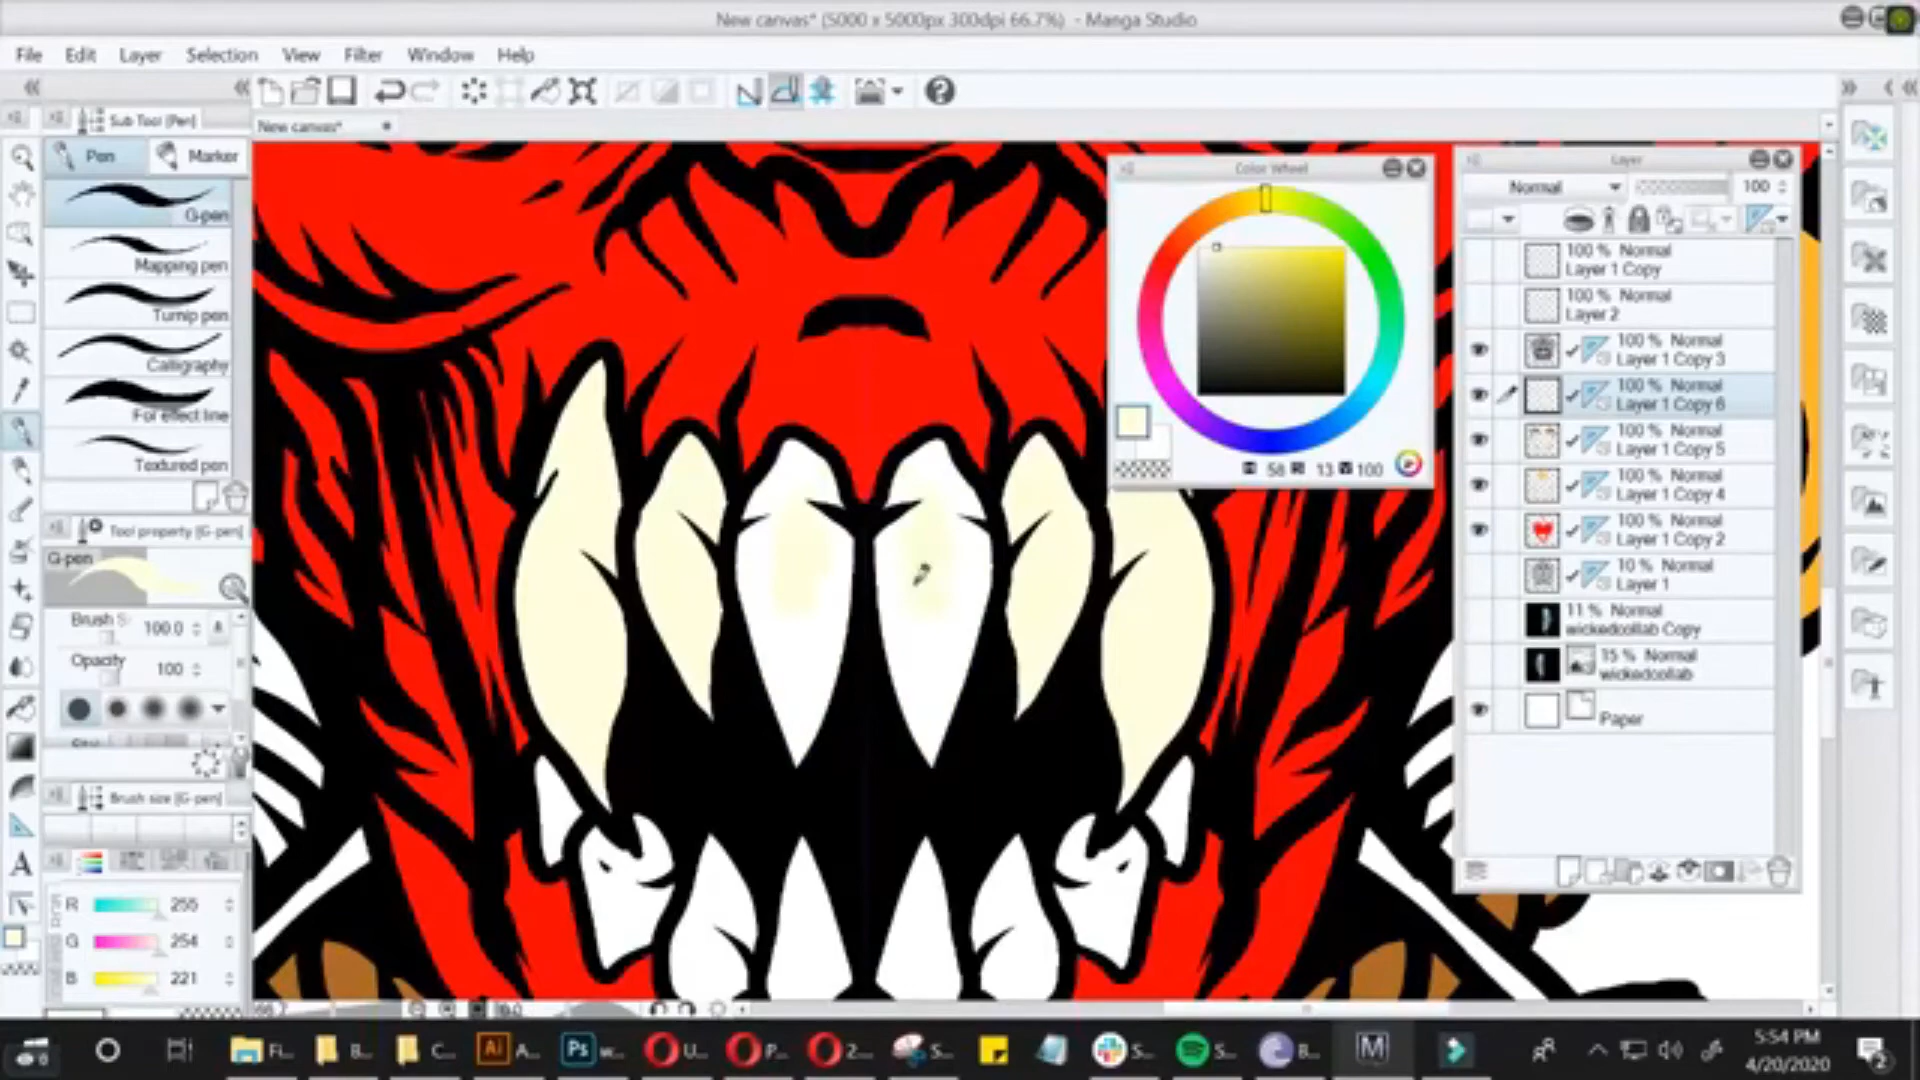 New canvas* (5000 x 5000px 300dpi 66.7%) - Manga Studio
File Edit Layer Selection View Filter Window Help
Sub Tool [Pen]
New canvas*
Pen Marker
G-pen
Mapping pen
Turnip pen
Calligraphy
For effect line
Textured pen
Tool property [G-pen]
G-pen
Brush S 100.0
Opacity 100
Brush size [G-pen]
R 255
G 254
B 221
Color Wheel
H 58 S 13 V 100
Layer
Normal 100
100 % Normal
Layer 1 Copy
100 % Normal
Layer 2
100 % Normal
Layer 1 Copy 3
100 % Normal
Layer 1 Copy 6
100 % Normal
Layer 1 Copy 5
100 % Normal
Layer 1 Copy 4
100 % Normal
Layer 1 Copy 2
10 % Normal
Layer 1
11 % Normal
wickedcollab Copy
15 % Normal
wickedcollab
Paper
Fi... B... C... Ai A... Ps w... U... P... 2... S... S... S... B... M
5:54 PM
4/20/2020
2